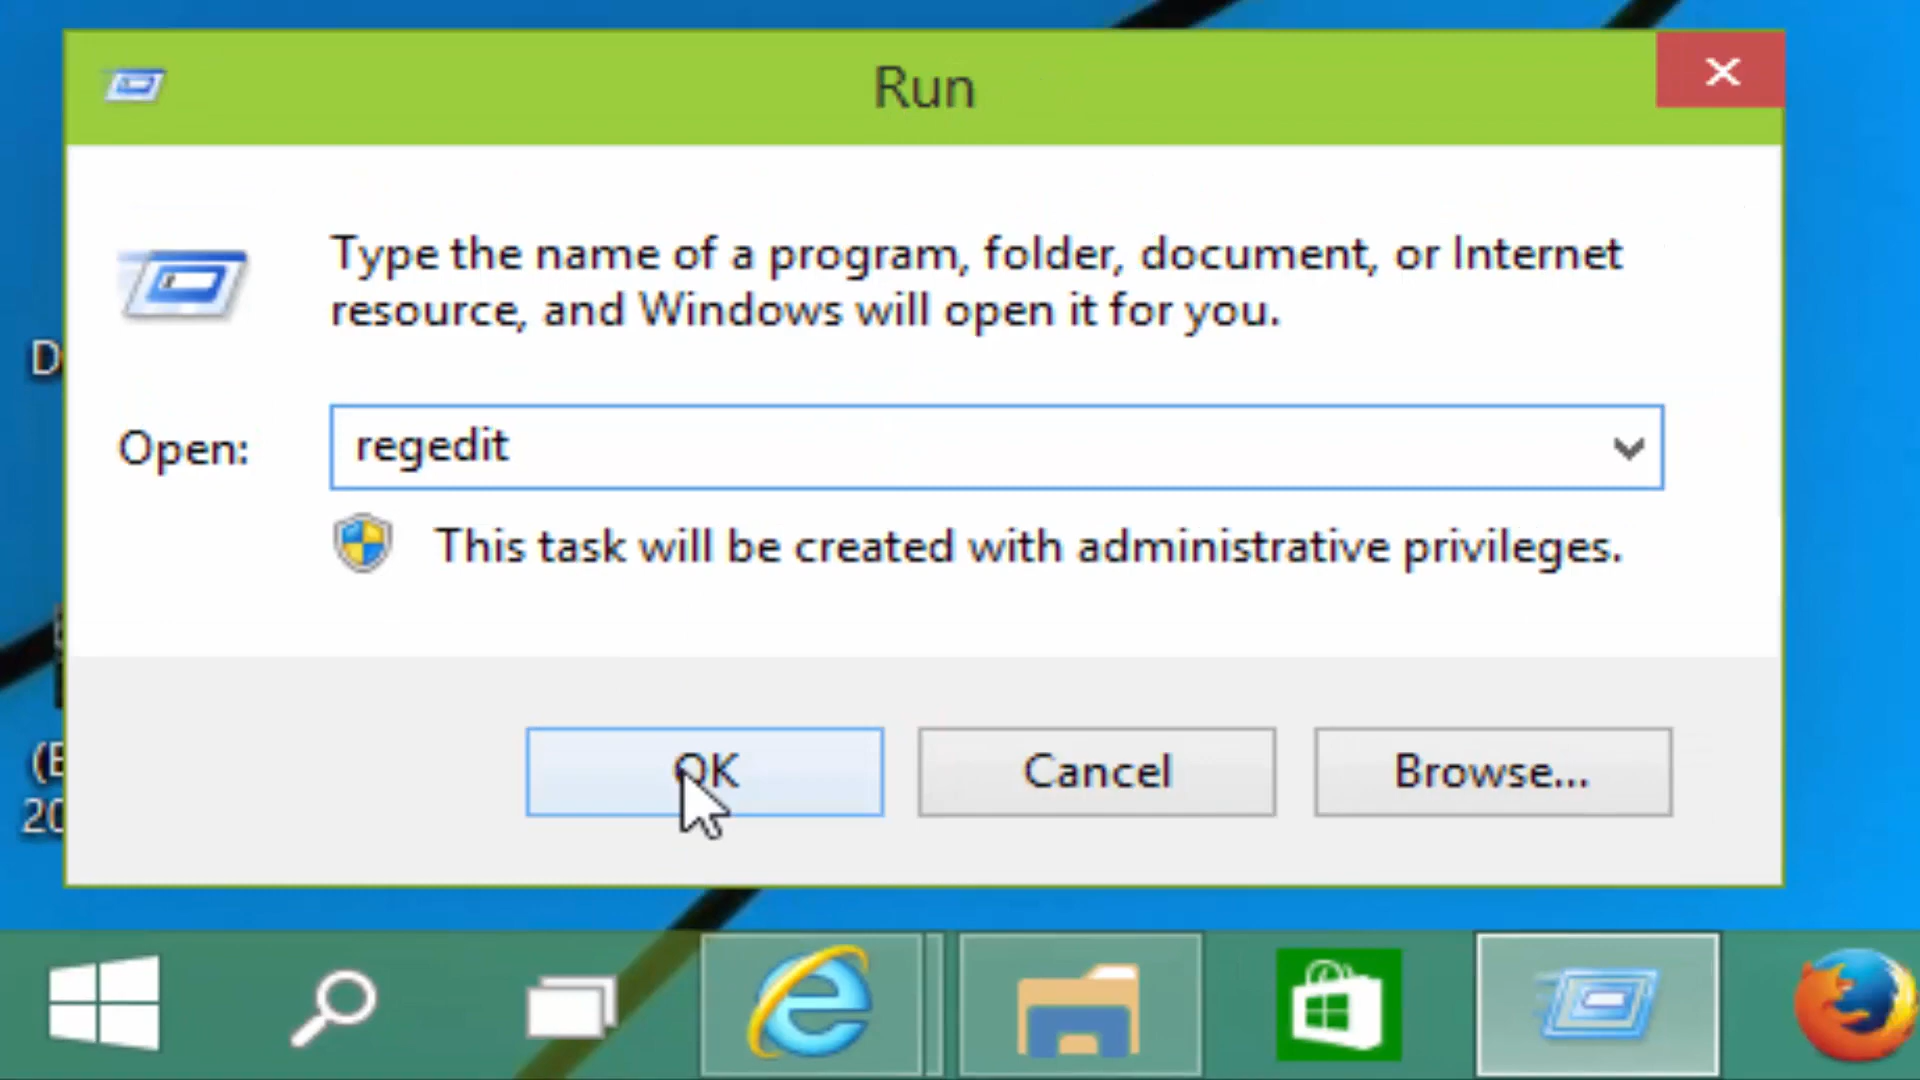 Run
Type the name of a program, folder, document, or Internet
resource, and Windows will open it for you.
D
Open: regedit
This task will be created with administrative privileges.
(E
20
OK Cancel Browse...